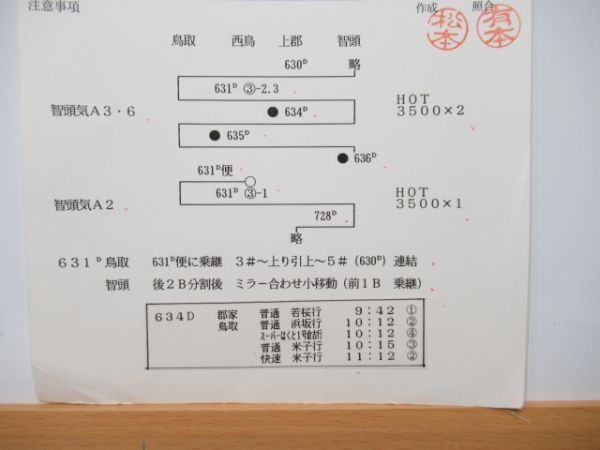 注意事項 作成 照合
松本 有本
鳥取 西鳥 上郡 智頭
630ᴰ 略
631ᴰ ③-2.3
智頭気A3・6 HOT
634ᴰ 3500×2
635ᴰ
636ᴰ
631ᴰ便
631ᴰ ③-1 HOT
智頭気A2 3500×1
728ᴰ
略
631ᴰ鳥取 631ᴰ便に乗継 3#～上り引上～5#(630ᴰ) 連結
智頭 後2B分割後 ミラー合わせ小移動(前1B 乗継)
634D 郡家 普通 若桜行 9:42 ①
鳥取 普通 浜坂行 10:12 ②
スーパーはくと1号 10:12 ④
普通 米子行 10:15 ③
快速 米子行 11:12 ②